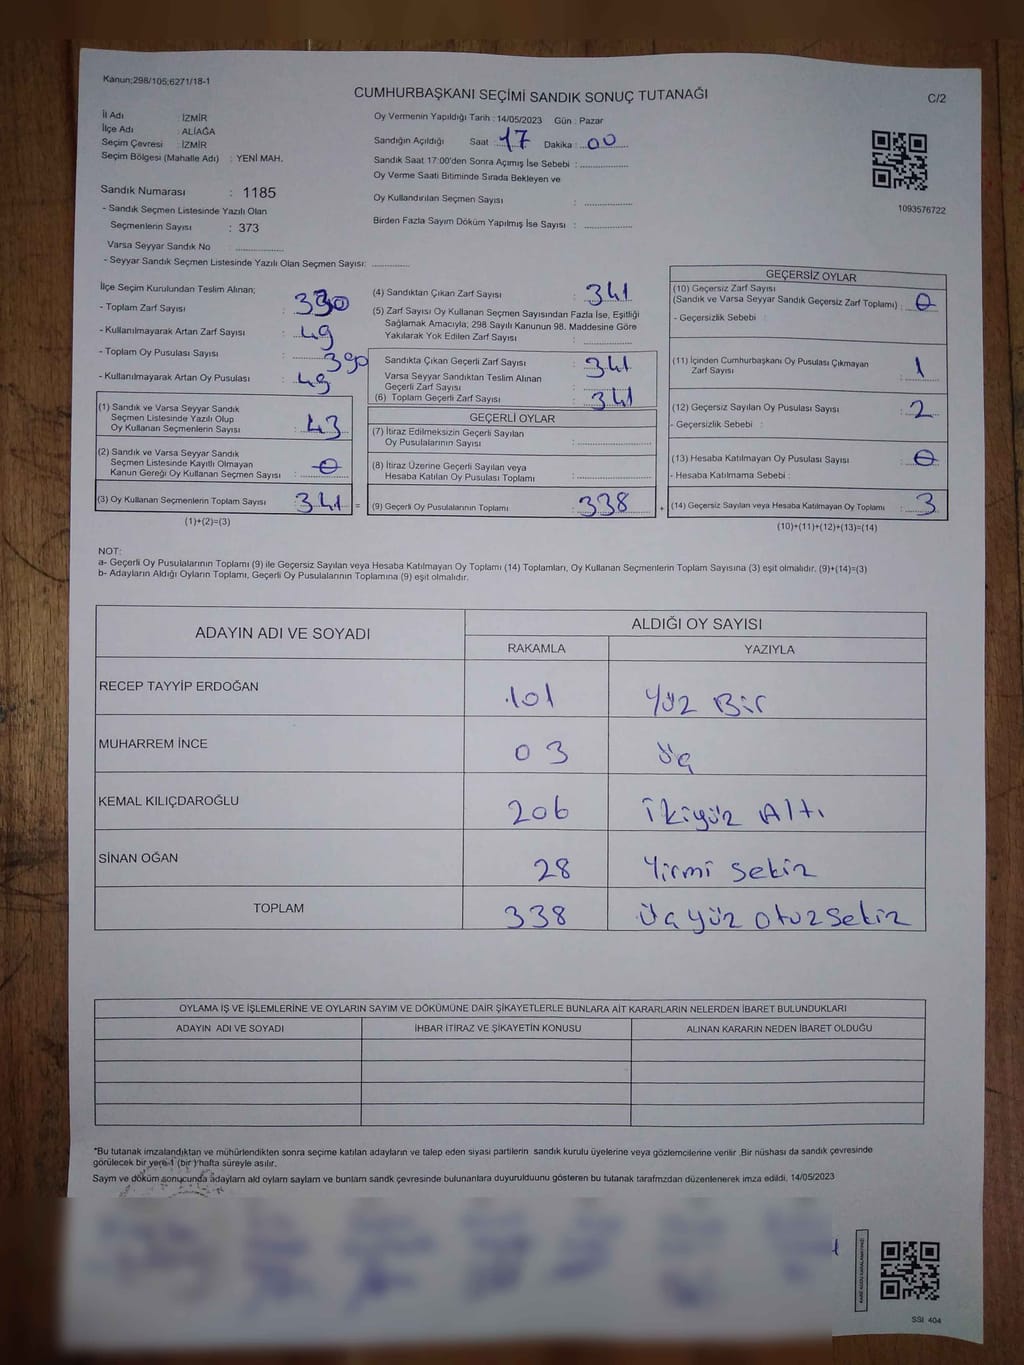 Kanun;298/105;6271/18-1
CUMHURBAŞKANI SEÇİMİ SANDIK SONUÇ TUTANAĞI
C/2
İl Adı : İZMİR
İlçe Adı : ALİAĞA
Seçim Çevresi : İZMİR
Seçim Bölgesi (Mahalle Adı) : YENİ MAH.
Sandık Numarası : 1185
- Sandık Seçmen Listesinde Yazılı Olan
Seçmenlerin Sayısı : 373
Varsa Seyyar Sandık No
- Seyyar Sandık Seçmen Listesinde Yazılı Olan Seçmen Sayısı:
Oy Vermenin Yapıldığı Tarih : 14/05/2023 Gün : Pazar
Sandığın Açıldığı Saat 17 Dakika : 00
Sandık Saat 17:00'den Sonra Açımış İse Sebebi :
Oy Verme Saati Bitiminde Sırada Bekleyen ve
Oy Kullandırılan Seçmen Sayısı :
Birden Fazla Sayım Döküm Yapılmış İse Sayısı :
1093576722
İlçe Seçim Kurulundan Teslim Alınan;
- Toplam Zarf Sayısı :
- Kullanılmayarak Artan Zarf Sayısı : 49
- Toplam Oy Pusulası Sayısı : 390
- Kullanılmayarak Artan Oy Pusulası : 49
(1) Sandık ve Varsa Seyyar Sandık
Seçmen Listesinde Yazılı Olup
Oy Kullanan Seçmenlerin Sayısı :
(2) Sandık ve Varsa Seyyar Sandık
Seçmen Listesinde Kayıtlı Olmayan
Kanun Gereği Oy Kullanan Seçmen Sayısı : 0
(3) Oy Kullanan Seçmenlerin Toplam Sayısı : 341 =
(1)+(2)=(3)
(4) Sandıktan Çıkan Zarf Sayısı : 341
(5) Zarf Sayısı Oy Kullanan Seçmen Sayısından Fazla İse, Eşitliği
Sağlamak Amacıyla; 298 Sayılı Kanunun 98. Maddesine Göre
Yakılarak Yok Edilen Zarf Sayısı :
Sandıkta Çıkan Geçerli Zarf Sayısı : 341
Varsa Seyyar Sandıktan Teslim Alınan
Geçerli Zarf Sayısı :
(6) Toplam Geçerli Zarf Sayısı : 341
GEÇERLİ OYLAR
(7) İtiraz Edilmeksizin Geçerli Sayılan
Oy Pusulalarının Sayısı :
(8) İtiraz Üzerine Geçerli Sayılan veya
Hesaba Katılan Oy Pusulası Toplamı :
(9) Geçerli Oy Pusulalarının Toplamı : 338 +
GEÇERSİZ OYLAR
(10) Geçersiz Zarf Sayısı
(Sandık ve Varsa Seyyar Sandık Geçersiz Zarf Toplamı) : 0
- Geçersizlik Sebebi :
(11) İçinden Cumhurbaşkanı Oy Pusulası Çıkmayan
Zarf Sayısı : 1
(12) Geçersiz Sayılan Oy Pusulası Sayısı : 2
- Geçersizlik Sebebi :
(13) Hesaba Katılmayan Oy Pusulası Sayısı : 0
- Hesaba Katılmama Sebebi :
(14) Geçersiz Sayılan veya Hesaba Katılmayan Oy Toplamı : 3
(10)+(11)+(12)+(13)=(14)
NOT:
a- Geçerli Oy Pusulalarının Toplamı (9) ile Geçersiz Sayılan veya Hesaba Katılmayan Oy Toplamı (14) Toplamları, Oy Kullanan Seçmenlerin Toplam Sayısına (3) eşit olmalıdır. (9)+(14)=(3)
b- Adayların Aldığı Oyların Toplamı, Geçerli Oy Pusulalarının Toplamına (9) eşit olmalıdır.
ADAYIN ADI VE SOYADI
ALDIĞI OY SAYISI
RAKAMLA YAZIYLA
RECEP TAYYİP ERDOĞAN 101 Yüz Bir
MUHARREM İNCE 03 Üç
KEMAL KILIÇDAROĞLU 206 İkiyüz Altı
SİNAN OĞAN 28 Yirmi sekiz
TOPLAM 338 Üçyüz otuzsekiz
OYLAMA İŞ VE İŞLEMLERİNE VE OYLARIN SAYIM VE DÖKÜMÜNE DAİR ŞİKAYETLERLE BUNLARA AİT KARARLARIN NELERDEN İBARET BULUNDUKLARI
ADAYIN ADI VE SOYADI İHBAR İTİRAZ VE ŞİKAYETİN KONUSU ALINAN KARARIN NEDEN İBARET OLDUĞU
*Bu tutanak imzalandıktan ve mühürlendikten sonra seçime katılan adayların ve talep eden siyasi partilerin sandık kurulu üyelerine veya gözlemcilerine verilir .Bir nüshası da sandık çevresinde
görülecek bir yere 1 (bir ) hafta süreyle asılır.
Sayım ve döküm sonucunda adayların ald oyların sayların ve bunların sandk çevresinde bulunanlara duyurulduunu gösteren bu tutanak tarafmzdan düzenlenerek imza edildi. 14/05/2023
SSI 404